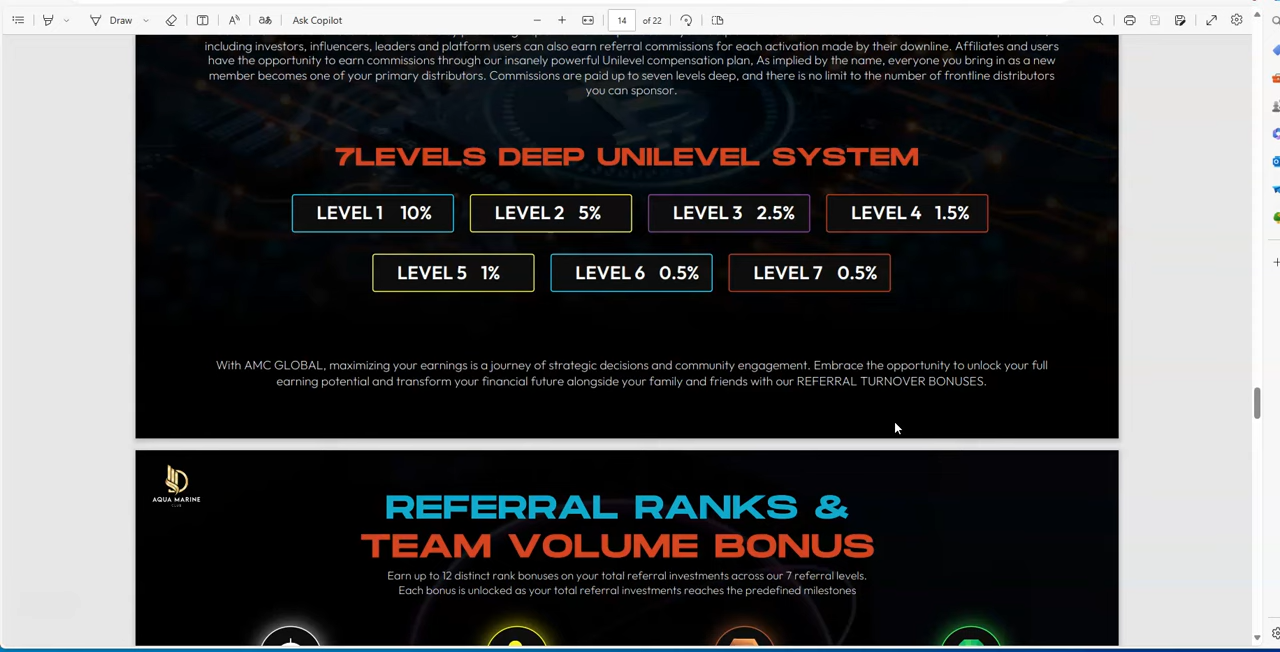 Draw
Ask Copilot
14 of 22
including investors, influencers, leaders and platform users can also earn referral commissions for each activation made by their downline. Affiliates and users
have the opportunity to earn commissions through our insanely powerful Unilevel compensation plan, As implied by the name, everyone you bring in as a new
member becomes one of your primary distributors. Commissions are paid up to seven levels deep, and there is no limit to the number of frontline distributors
you can sponsor.
7LEVELS DEEP UNILEVEL SYSTEM
LEVEL 1 10% LEVEL 2 5% LEVEL 3 2.5% LEVEL 4 1.5%
LEVEL 5 1% LEVEL 6 0.5% LEVEL 7 0.5%
With AMC GLOBAL, maximizing your earnings is a journey of strategic decisions and community engagement. Embrace the opportunity to unlock your full
earning potential and transform your financial future alongside your family and friends with our REFERRAL TURNOVER BONUSES.
AQUA MARINE
CLUB
REFERRAL RANKS &
TEAM VOLUME BONUS
Earn up to 12 distinct rank bonuses on your total referral investments across our 7 referral levels.
Each bonus is unlocked as your total referral investments reaches the predefined milestones